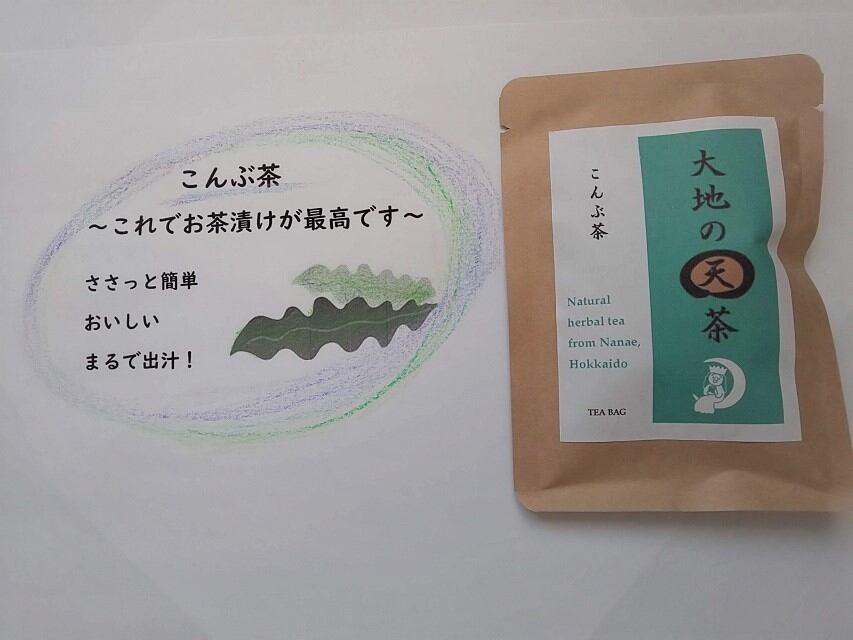 こんぶ茶
～これでお茶漬けが最高です～
ささっと簡単
おいしい
まるで出汁！
大地の天茶
こんぶ茶
Natural
herbal tea
from Nanae,
Hokkaido
TEA BAG